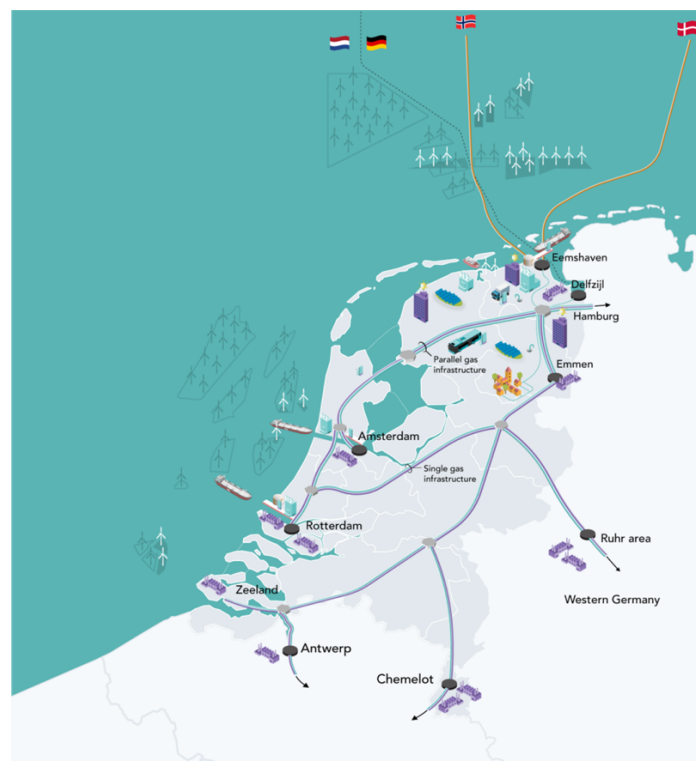 Eemshaven
Delfzijl
Hamburg
Parallel gas
infrastructure
Emmen
Amsterdam
Single gas
infrastructure
Rotterdam
Ruhr area
Zeeland
Western Germany
Antwerp
Chemelot